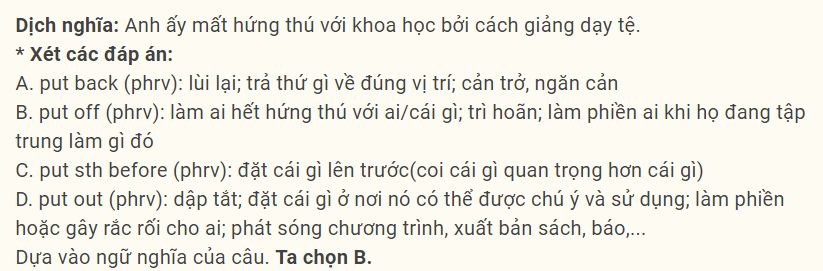 Dịch nghĩa: Anh ấy mất hứng thú với khoa học bởi cách giảng dạy tệ.
* Xét các đáp án:
A. put back (phrv): lùi lại; trả thứ gì về đúng vị trí; cản trở, ngăn cản
B. put off (phrv): làm ai hết hứng thú với ai/cái gì; trì hoãn; làm phiền ai khi họ đang tập
trung làm gì đó
C. put sth before (phrv): đặt cái gì lên trước(coi cái gì quan trọng hơn cái gì)
D. put out (phrv): dập tắt; đặt cái gì ở nơi nó có thể được chú ý và sử dụng; làm phiền
hoặc gây rắc rối cho ai; phát sóng chương trình, xuất bản sách, báo,...
Dựa vào ngữ nghĩa của câu. Ta chọn B.